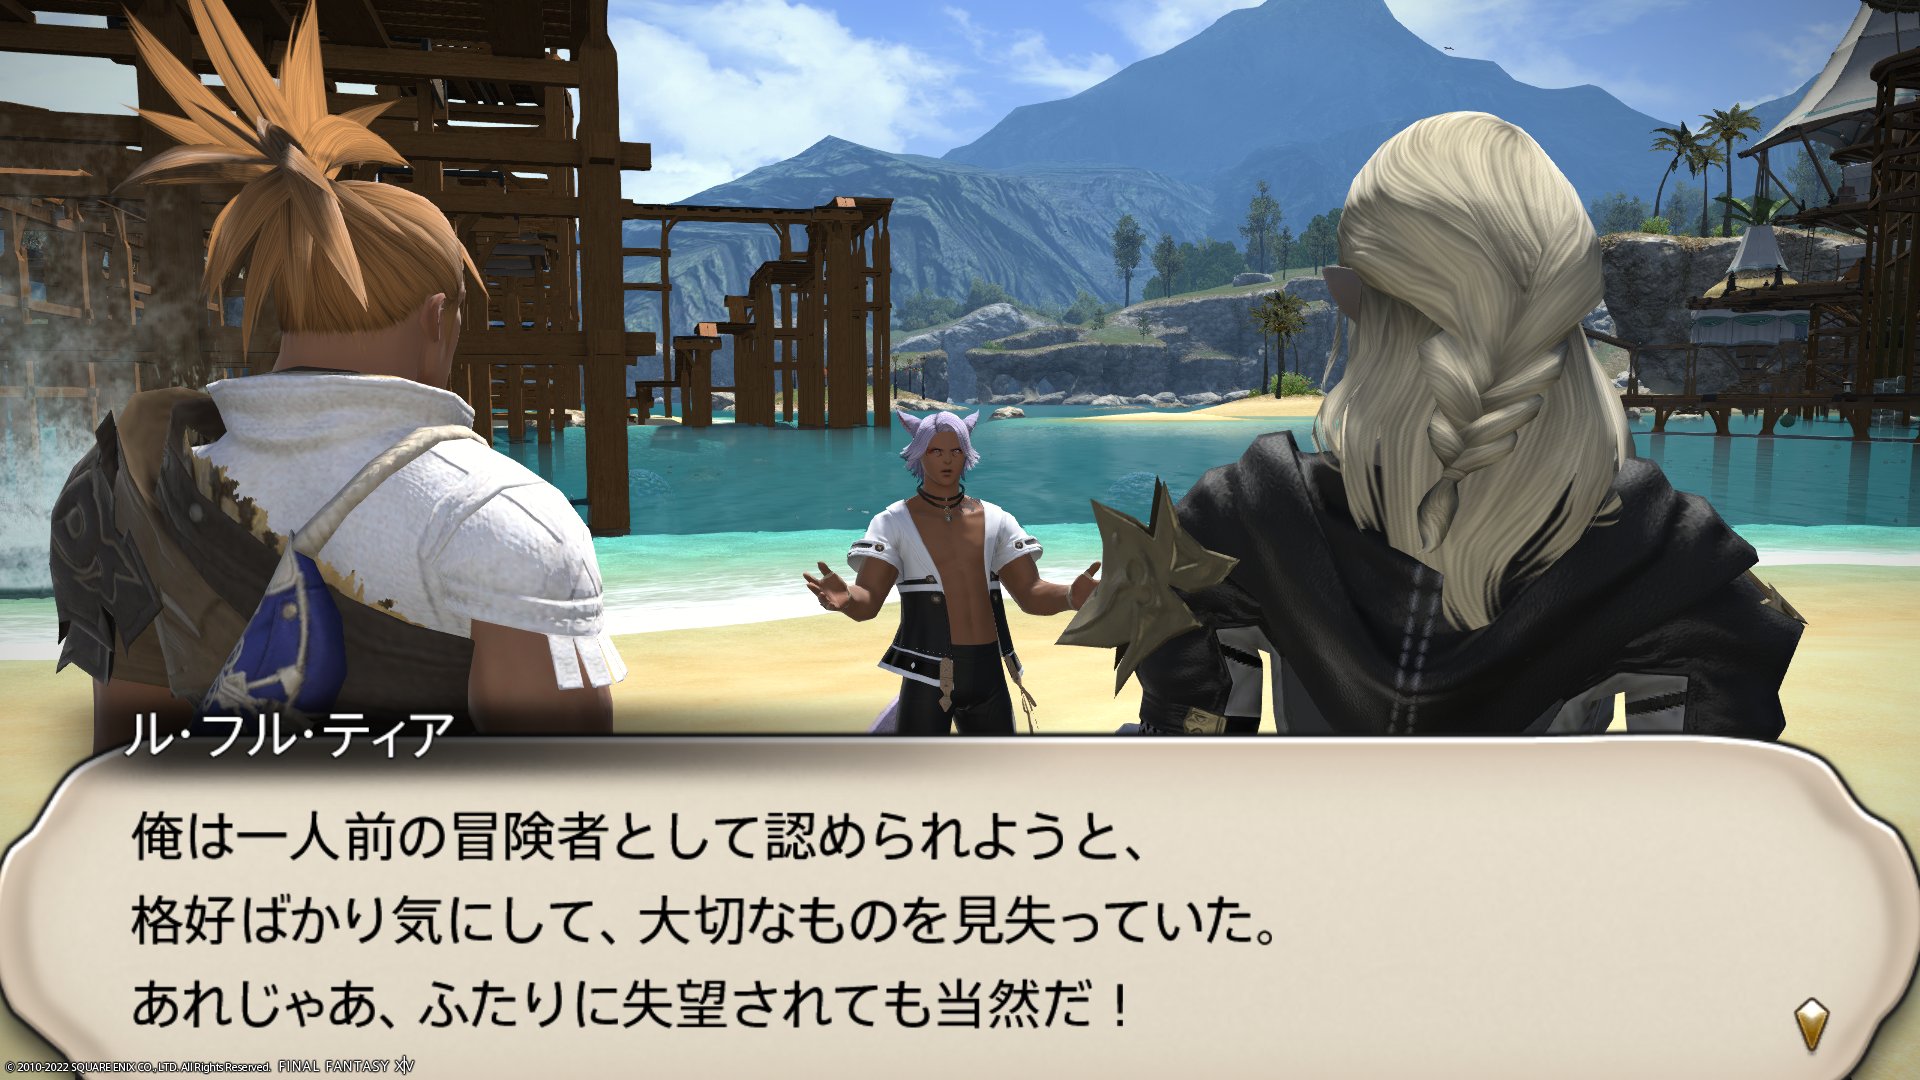 ル・フル・ティア
俺は一人前の冒険者として認められようと、
格好ばかり気にして、大切なものを見失っていた。
あれじゃあ、ふたりに失望されても当然だ！
© 2010-2022 SQUARE ENIX CO., LTD. All Rights Reserved. FINAL FANTASY XIV